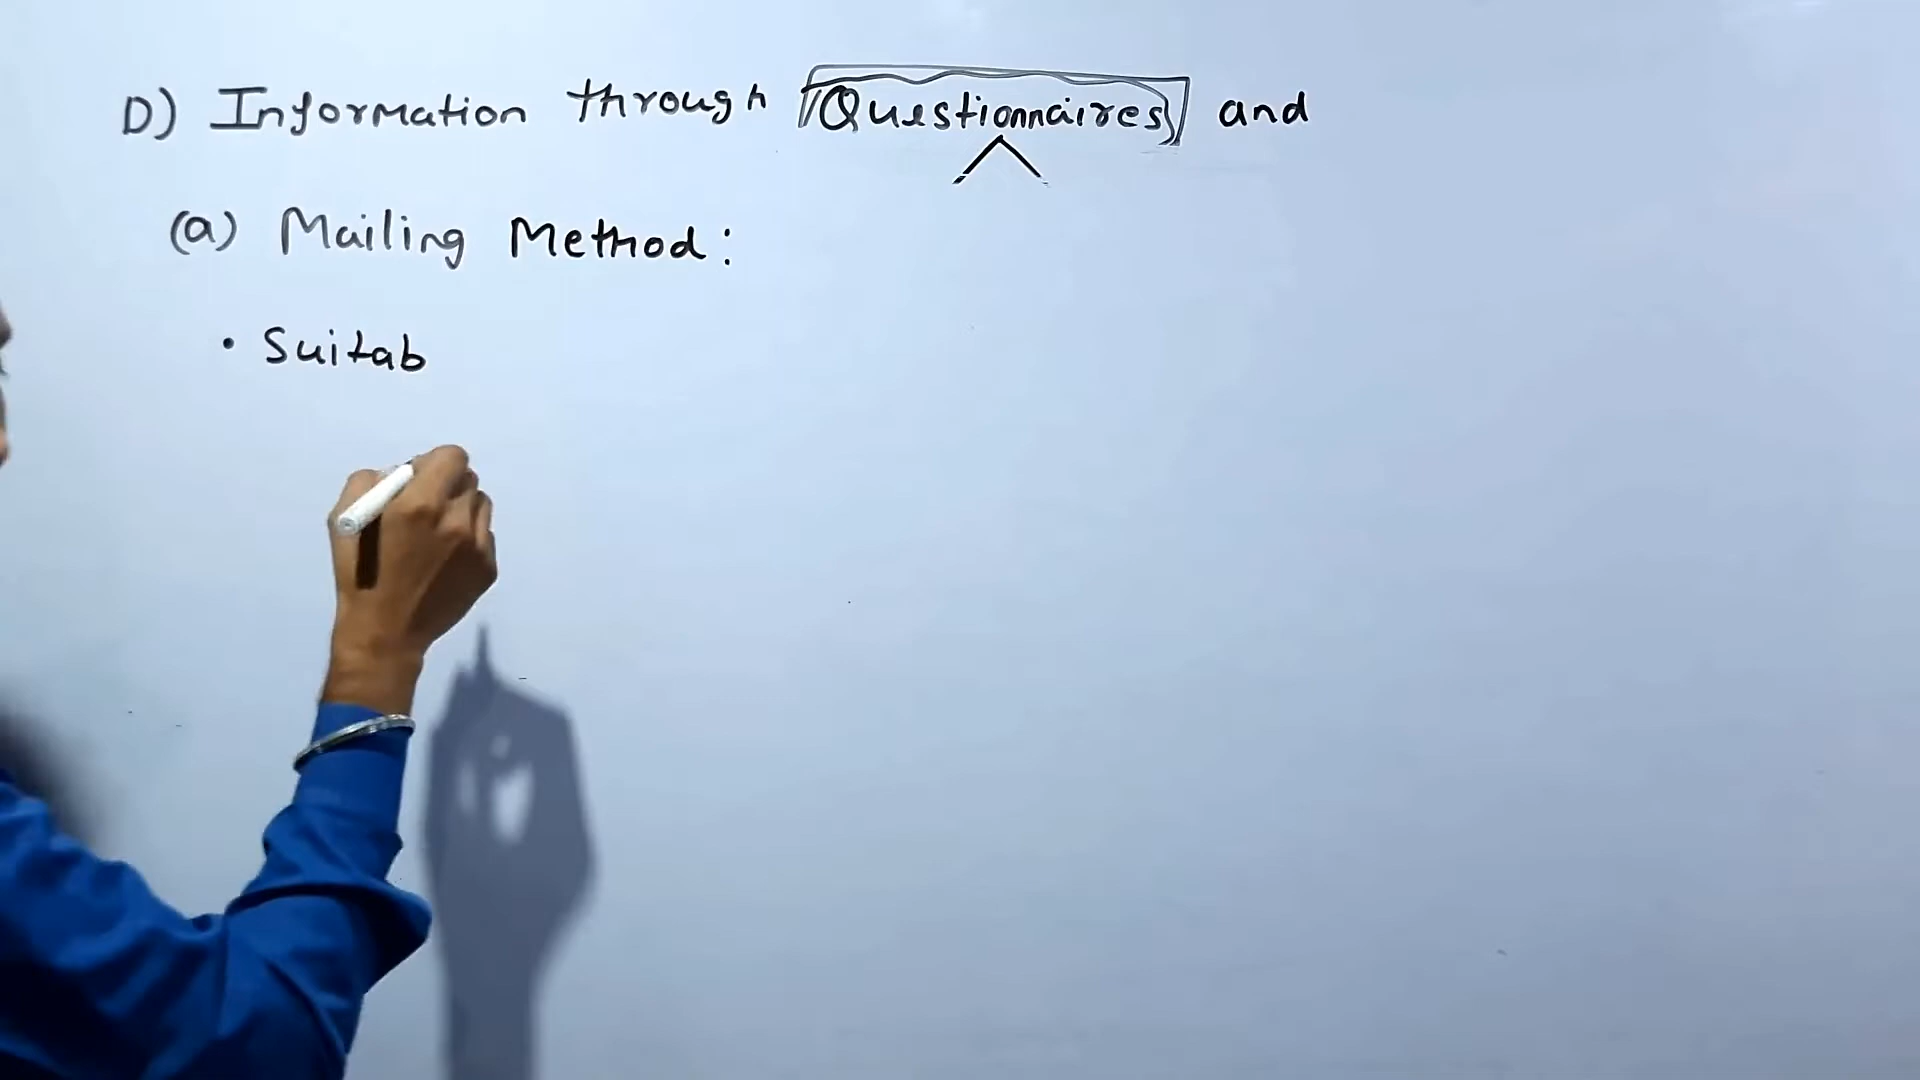 D) Information through Questionnaires and
(a) Mailing Method:
• Suitab